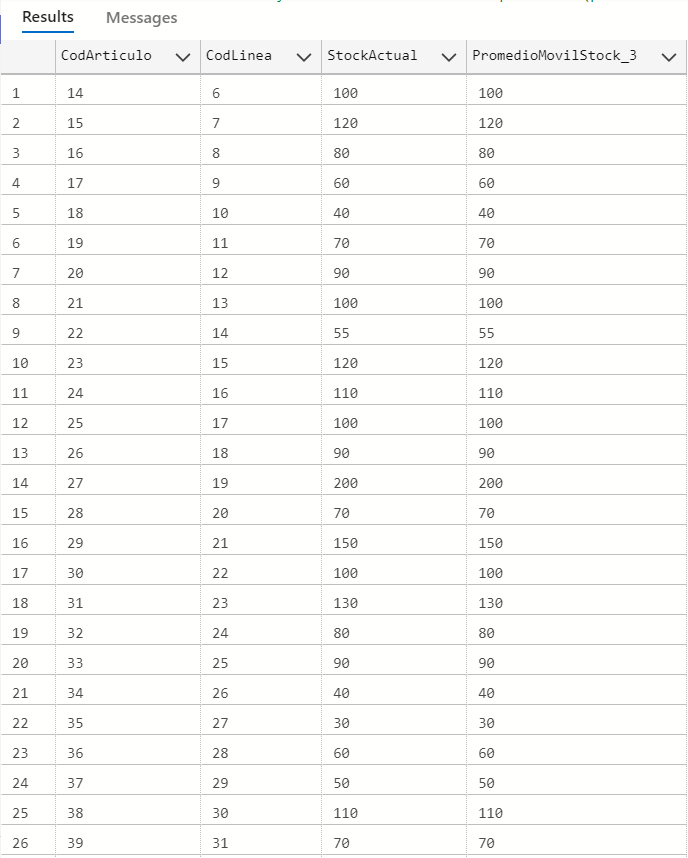 Results Messages
CodArticulo CodLinea StockActual PromedioMovilStock_3
1 14 6 100 100
2 15 7 120 120
3 16 8 80 80
4 17 9 60 60
5 18 10 40 40
6 19 11 70 70
7 20 12 90 90
8 21 13 100 100
9 22 14 55 55
10 23 15 120 120
11 24 16 110 110
12 25 17 100 100
13 26 18 90 90
14 27 19 200 200
15 28 20 70 70
16 29 21 150 150
17 30 22 100 100
18 31 23 130 130
19 32 24 80 80
20 33 25 90 90
21 34 26 40 40
22 35 27 30 30
23 36 28 60 60
24 37 29 50 50
25 38 30 110 110
26 39 31 70 70